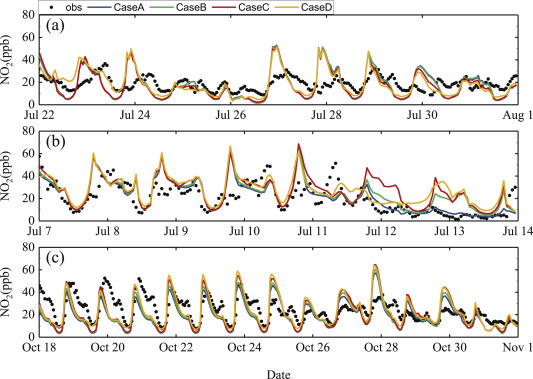 obs CaseA CaseB CaseC CaseD
(a)
NO2(ppb)
80
60
40
20
0
Jul 22 Jul 24 Jul 26 Jul 28 Jul 30 Aug 1
(b)
NO2(ppb)
80
60
40
20
0
Jul 7 Jul 8 Jul 9 Jul 10 Jul 11 Jul 12 Jul 13 Jul 14
(c)
NO2(ppb)
80
60
40
20
0
Oct 18 Oct 20 Oct 22 Oct 24 Oct 26 Oct 28 Oct 30 Nov 1
Date